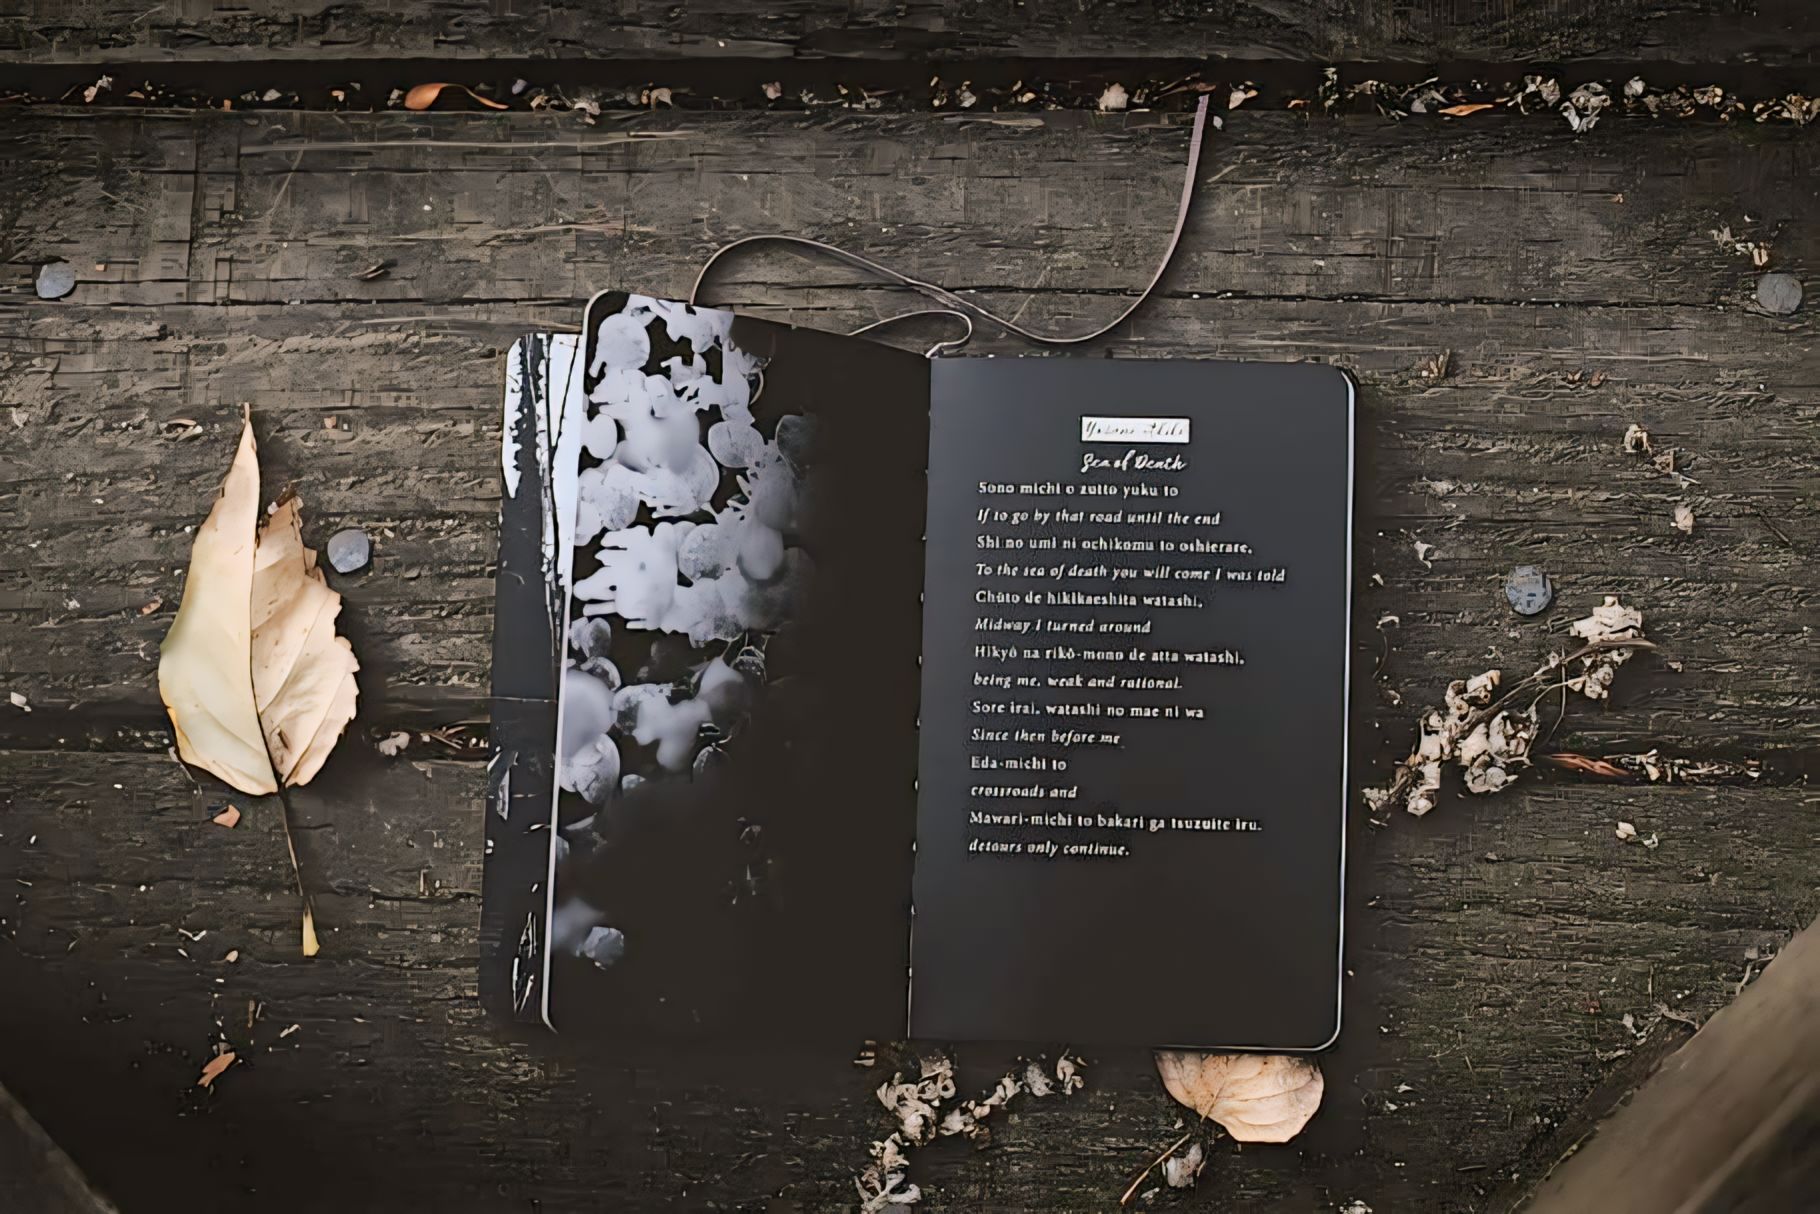 Sea of Death
Sono michi o zutto yuku to
If to go by that road until the end
Shi no umi ni ochikomu to oshierare,
To the sea of death you will come I was told
Chūto de hikikaeshita watashi,
Midway I turned around
Hikyō na rikō-mono de atta watashi,
being me, weak and rational.
Sore irai, watashi no mae ni wa
Since then before me
Eda-michi to
crossroads and
Mawari-michi to bakari ga tsuzuite iru.
detours only continue.